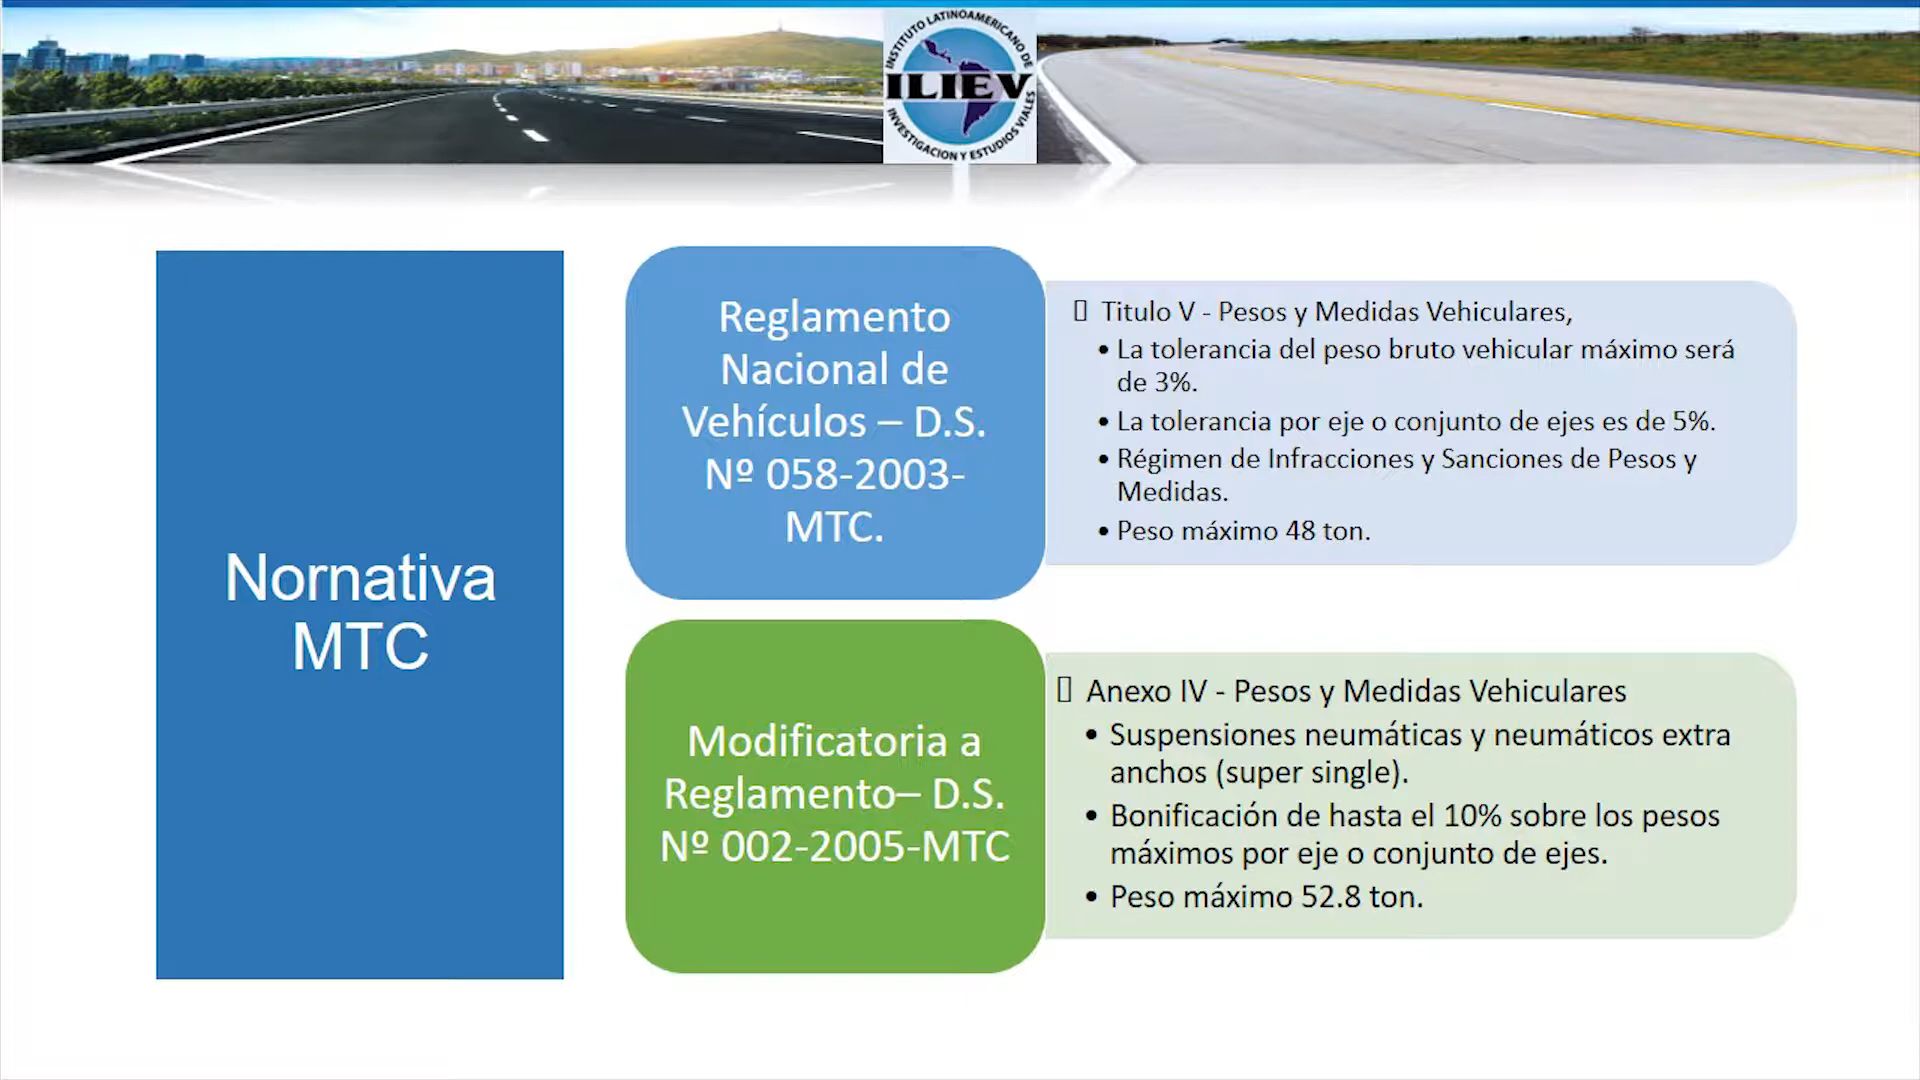 INSTITUTO LATINOAMERICANO DE
ILIEV
INVESTIGACION Y ESTUDIOS VIALES
Nornativa
MTC
Reglamento
Nacional de
Vehículos – D.S.
Nº 058-2003-
MTC.
Titulo V - Pesos y Medidas Vehiculares,
• La tolerancia del peso bruto vehicular máximo será
de 3%.
• La tolerancia por eje o conjunto de ejes es de 5%.
• Régimen de Infracciones y Sanciones de Pesos y
Medidas.
• Peso máximo 48 ton.
Modificatoria a
Reglamento– D.S.
Nº 002-2005-MTC
Anexo IV - Pesos y Medidas Vehiculares
• Suspensiones neumáticas y neumáticos extra
anchos (super single).
• Bonificación de hasta el 10% sobre los pesos
máximos por eje o conjunto de ejes.
• Peso máximo 52.8 ton.